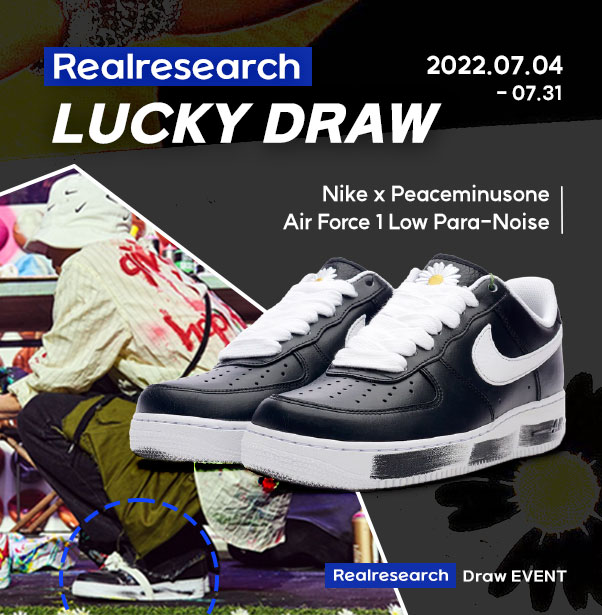 Realresearch
LUCKY DRAW
2022.07.04
- 07.31
Nike x Peaceminusone
Air Force 1 Low Para-Noise
Realresearch Draw EVENT